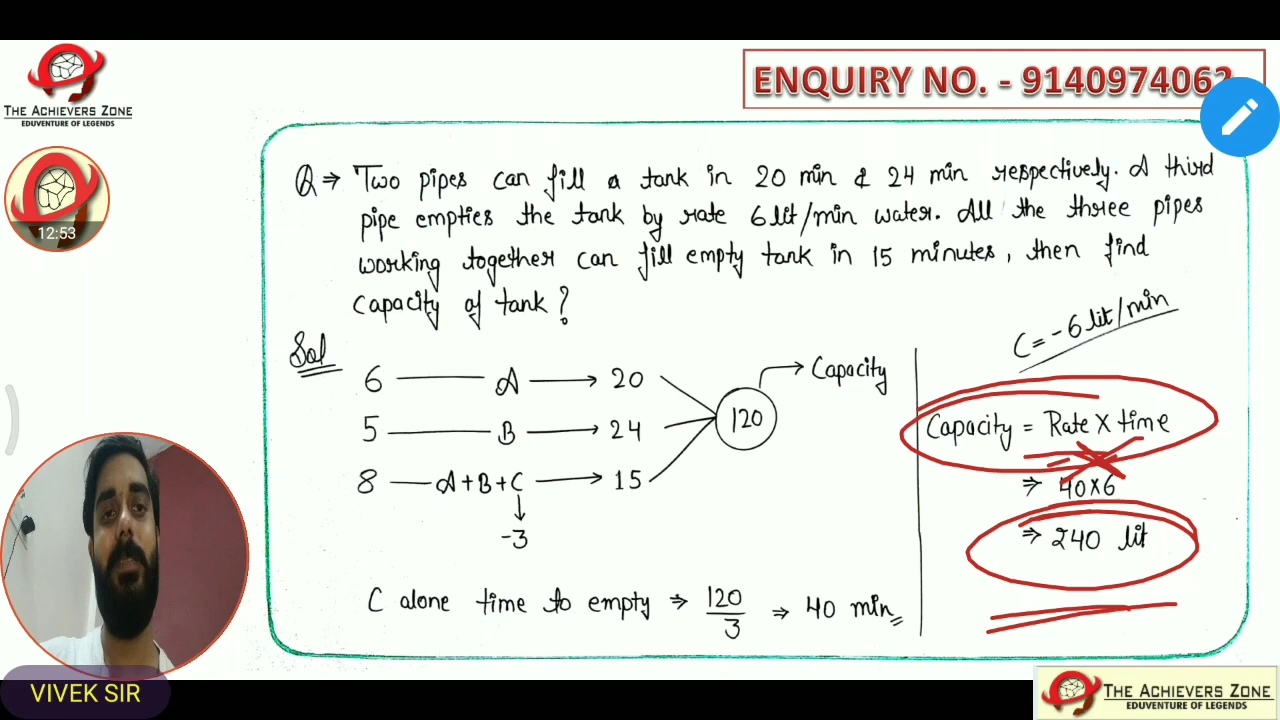 THE ACHIEVERS ZONE
EDUVENTURE OF LEGENDS
ENQUIRY NO. - 9140974063
12:53
Q ⇒ Two pipes can fill a tank in 20 min & 24 min respectively. A third
pipe empties the tank by rate 6 lit/min water. All the three pipes
working together can fill empty tank in 15 minutes, then find
capacity of tank?
Sol
6 — A → 20
5 — B → 24
8 — A+B+C → 15
-3
120 → Capacity
C alone time to empty ⇒ 120/3 ⇒ 40 min
C = -6 lit/min
Capacity = Rate × time
⇒ 40×6
⇒ 240 lit
VIVEK SIR
THE ACHIEVERS ZONE
EDUVENTURE OF LEGENDS